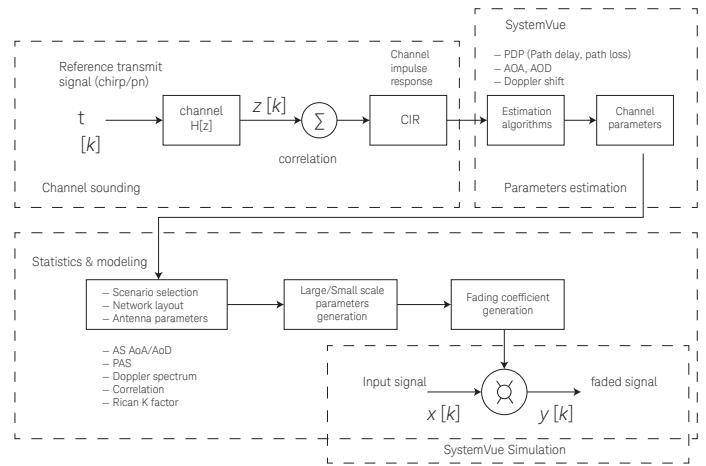 SystemVue
– PDP (Path delay, path loss)
– AOA, AOD
– Doppler shift
Reference transmit
signal (chirp/pn)
Channel
impulse
response
t
[k]
channel
H[z]
z [k]
Σ
correlation
CIR
Estimation
algorithms
Channel
parameters
Channel sounding
Parameters estimation
Statistics & modeling
– Scenario selection
– Network layout
– Antenna parameters
Large/Small scale
parameters
generation
Fading coefficient
generation
– AS AoA/AoD
– PAS
– Doppler spectrum
– Correlation
– Rican K factor
Input signal
x [k]
faded signal
y [k]
SystemVue Simulation